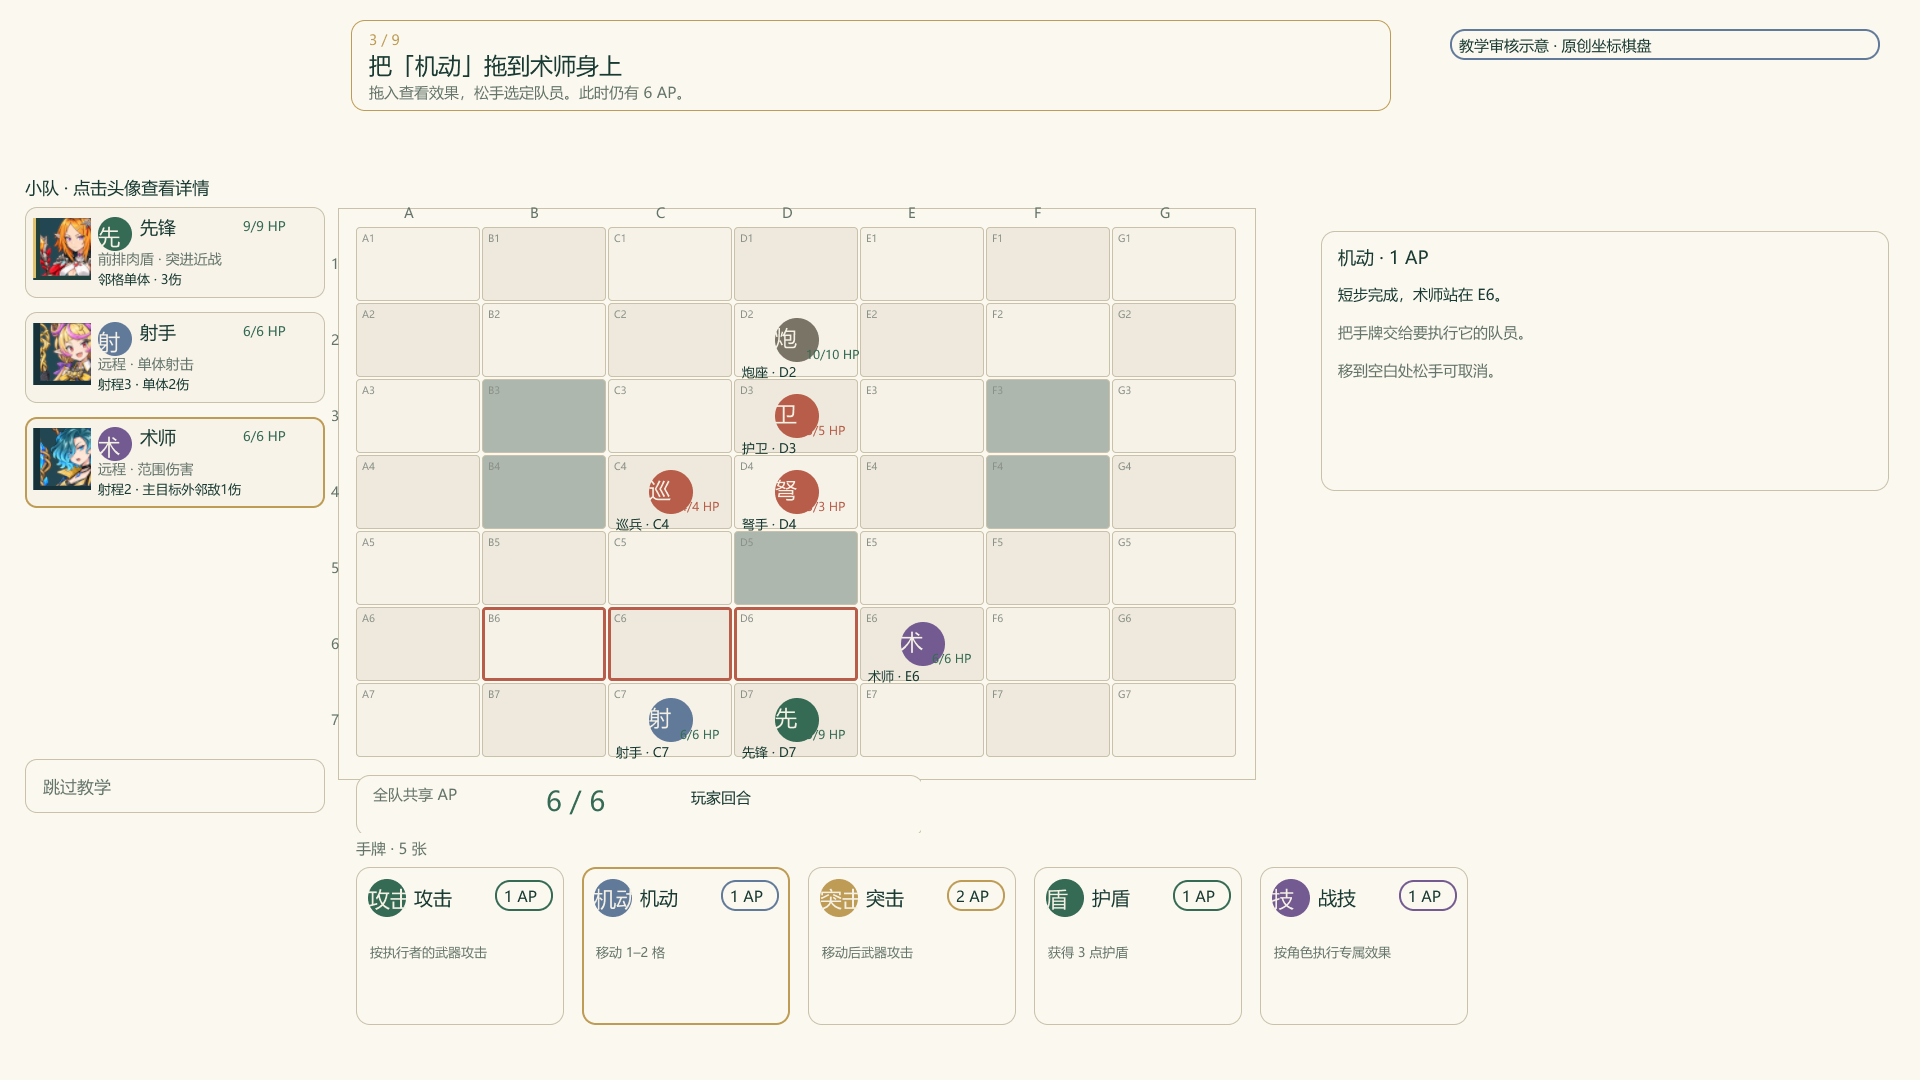 3 / 9
把「机动」拖到术师身上
拖入查看效果，松手选定队员。此时仍有 6 AP。
教学审核示意 · 原创坐标棋盘
小队 · 点击头像查看详情
先 先锋 9/9 HP
前排肉盾 · 突进近战
邻格单体 · 3伤
射 射手 6/6 HP
远程 · 单体射击
射程3 · 单体2伤
术 术师 6/6 HP
远程 · 范围伤害
射程2 · 主目标外邻敌1伤
跳过教学
A B C D E F G
1
A1 B1 C1 D1 E1 F1 G1
2
A2 B2 C2 D2 E2 F2 G2
炮 10/10 HP
炮座 · D2
3
A3 B3 C3 D3 E3 F3 G3
卫 /5 HP
护卫 · D3
4
A4 B4 C4 D4 E4 F4 G4
巡 /4 HP
弩 /3 HP
巡兵 · C4
弩手 · D4
5
A5 B5 C5 D5 E5 F5 G5
6
A6 B6 C6 D6 E6 F6 G6
术 6/6 HP
术师 · E6
7
A7 B7 C7 D7 E7 F7 G7
射 6/6 HP
先 /9 HP
射手 · C7
先锋 · D7
机动 · 1 AP
短步完成，术师站在 E6。
把手牌交给要执行它的队员。
移到空白处松手可取消。
全队共享 AP 6 / 6 玩家回合
手牌 · 5 张
攻击 攻击 1 AP
按执行者的武器攻击
机动 机动 1 AP
移动 1–2 格
突击 突击 2 AP
移动后武器攻击
盾 护盾 1 AP
获得 3 点护盾
技 战技 1 AP
按角色执行专属效果